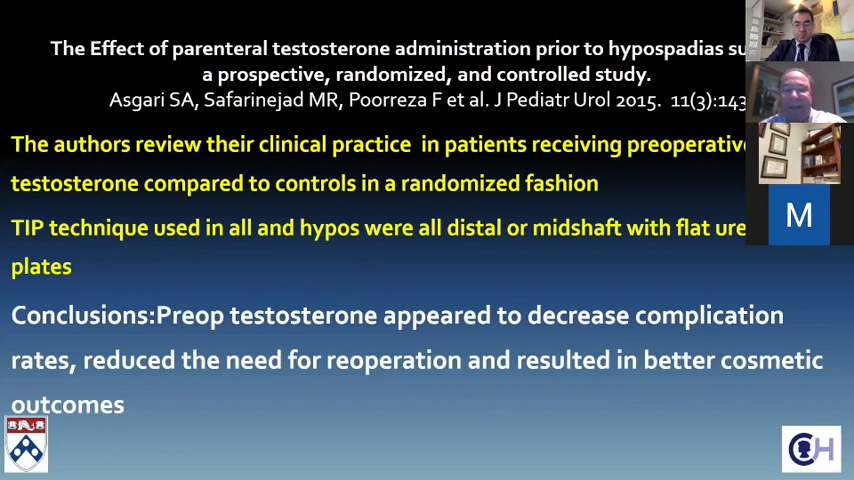 The Effect of parenteral testosterone administration prior to hypospadias su
a prospective, randomized, and controlled study.
Asgari SA, Safarinejad MR, Poorreza F et al. J Pediatr Urol 2015. 11(3):143
The authors review their clinical practice in patients receiving preoperative
testosterone compared to controls in a randomized fashion
TIP technique used in all and hypos were all distal or midshaft with flat ure
plates
M
Conclusions:Preop testosterone appeared to decrease complication
rates, reduced the need for reoperation and resulted in better cosmetic
outcomes
CH